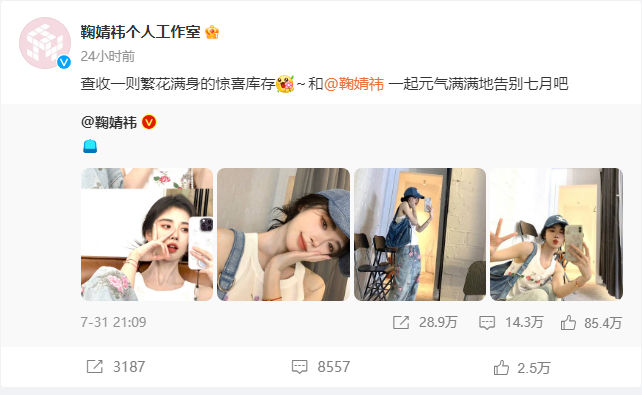 鞠婧祎个人工作室
24小时前
查收一则繁花满身的惊喜库存～和@鞠婧祎 一起元气满满地告别七月吧
@鞠婧祎
7-31 21:09
28.9万
14.3万
85.4万
3187
8557
2.5万